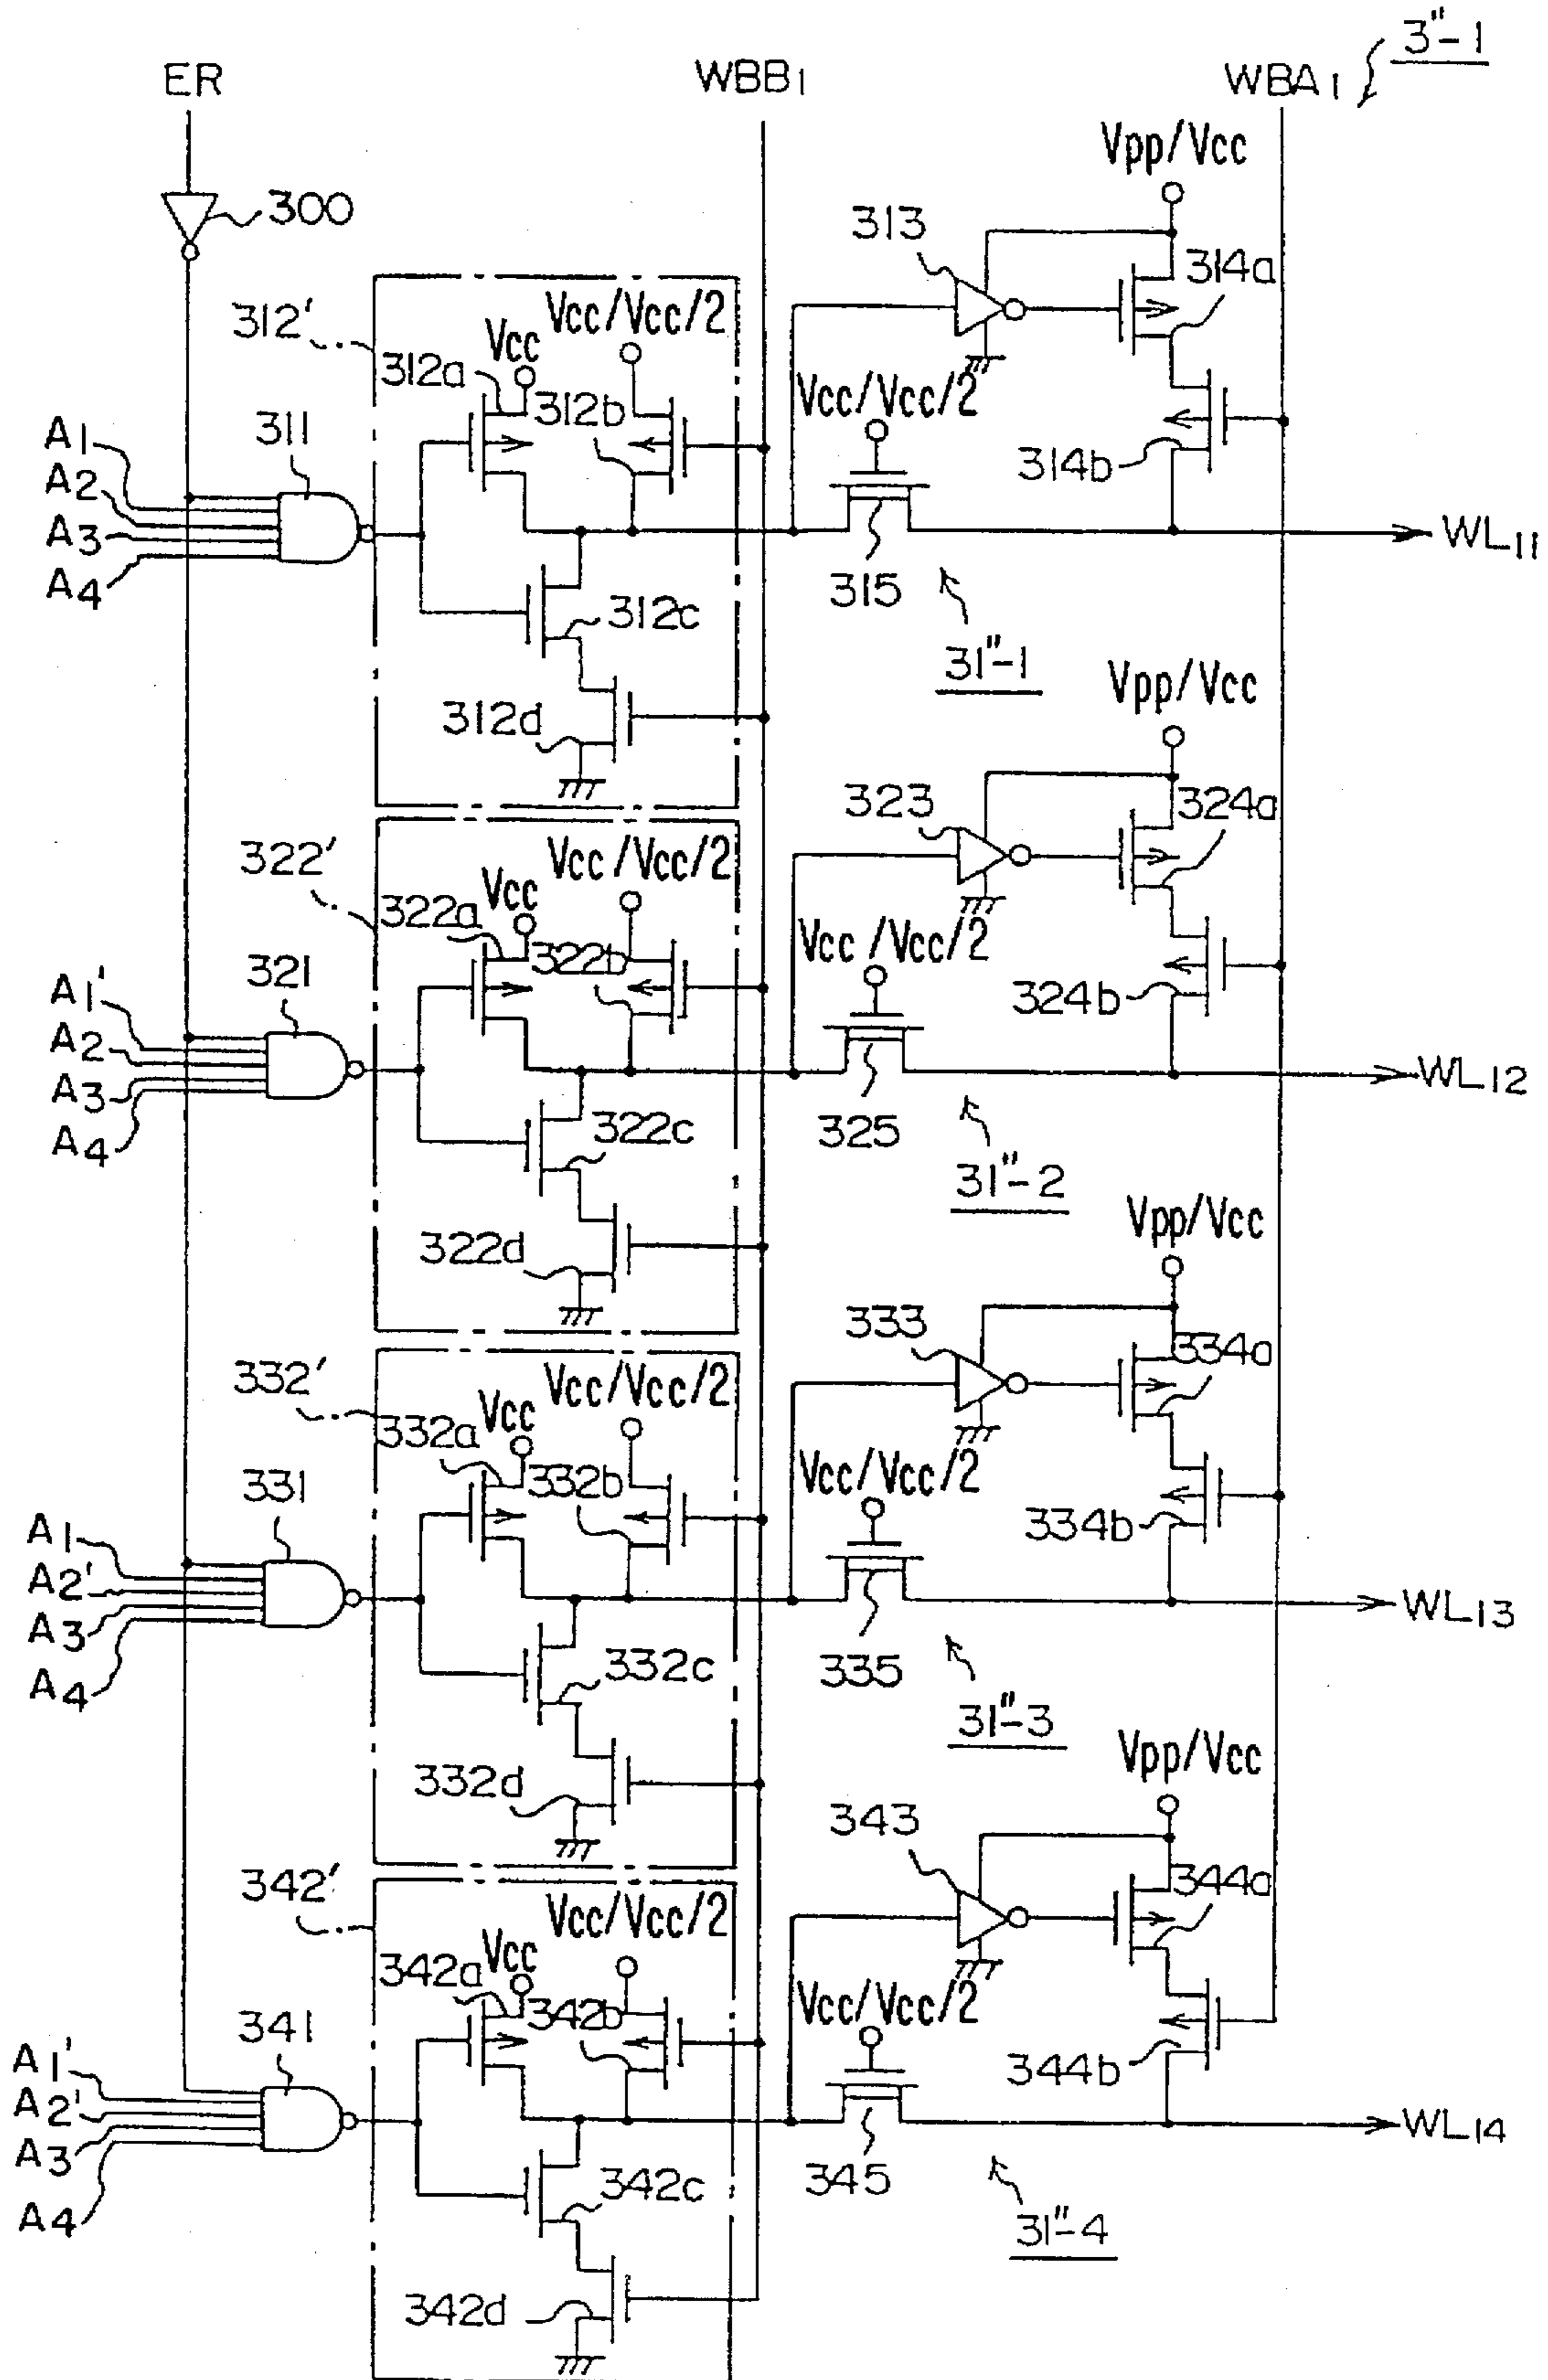 3"-1
ER
WBB1
WBA1
Vpp/Vcc
300
313
314a
312'
Vcc/Vcc/2
Vcc
312a
312b
Vcc/Vcc/2
311
A1
A2
A3
A4
314b
WL11
315
312c
31"-1
312d
Vpp/Vcc
323
324a
322'
Vcc/Vcc/2
Vcc
322a
322b
Vcc/Vcc/2
321
A1'
A2
A3
A4
324b
WL12
325
322c
31"-2
322d
Vpp/Vcc
333
334a
332'
Vcc/Vcc/2
Vcc
332a
332b
Vcc/Vcc/2
331
A1
A2'
A3
A4
334b
WL13
335
332c
31"-3
332d
Vpp/Vcc
343
344a
342'
Vcc/Vcc/2
Vcc
342a
342b
Vcc/Vcc/2
341
A1'
A2'
A3
A4
344b
WL14
345
342c
31"-4
342d